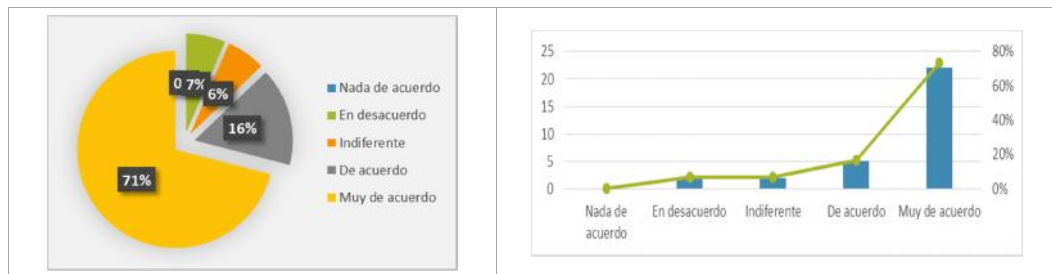 0
7%
6%
16%
71%
Nada de acuerdo
En desacuerdo
Indiferente
De acuerdo
Muy de acuerdo
25
20
15
10
5
0
80%
60%
40%
20%
0%
Nada de
acuerdo
En desacuerdo
Indiferente
De acuerdo
Muy de acuerdo